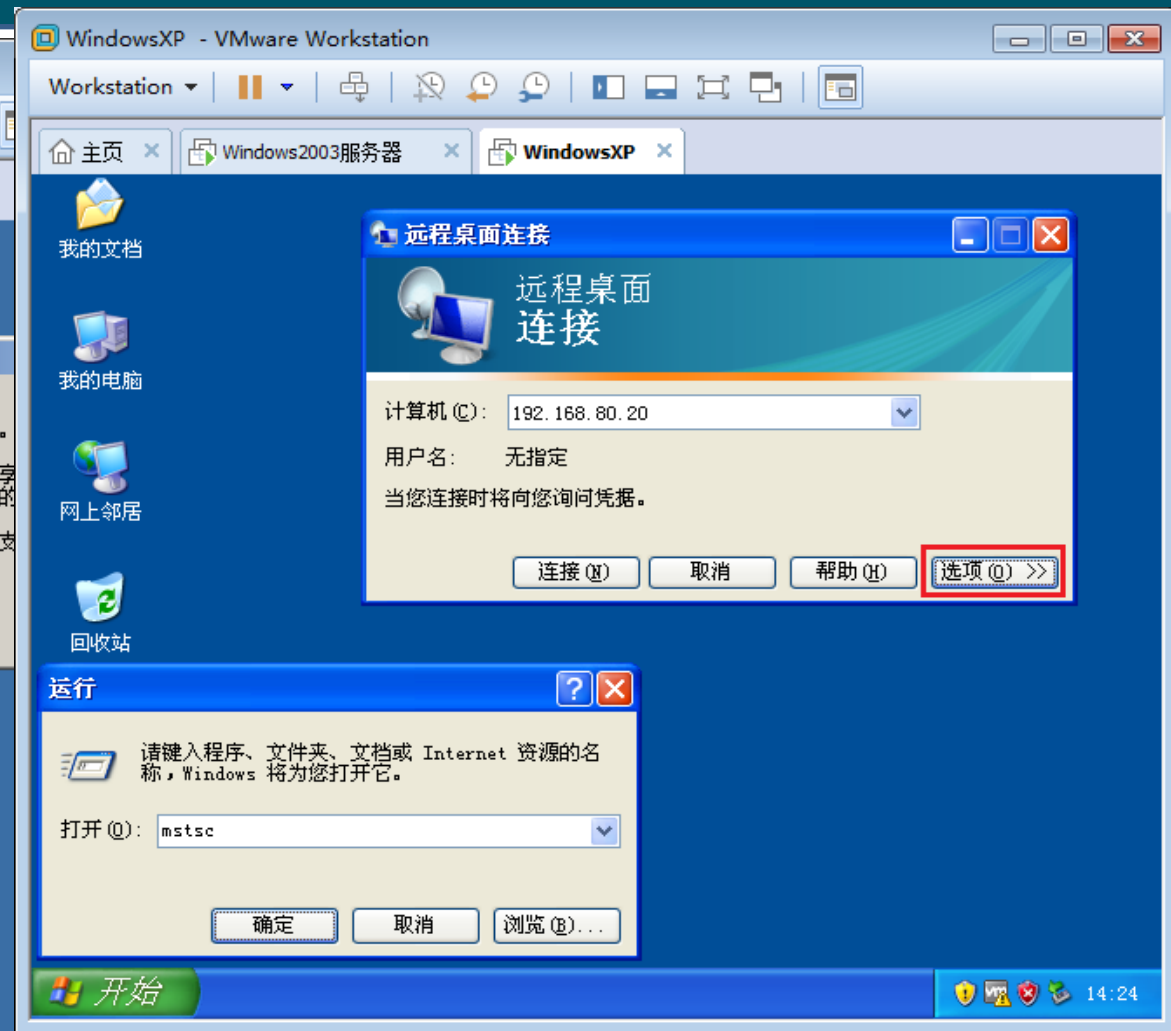 WindowsXP - VMware Workstation
Workstation
主页
Windows2003服务器
WindowsXP
我的文档
我的电脑
网上邻居
回收站
远程桌面连接
远程桌面
连接
计算机(C): 192.168.80.20
用户名: 无指定
当您连接时将向您询问凭据。
连接(N) 取消 帮助(H) 选项(O) >>
运行
请键入程序、文件夹、文档或 Internet 资源的名
称,Windows 将为您打开它。
打开(O): mstsc
确定 取消 浏览(B)...
开始
14:24